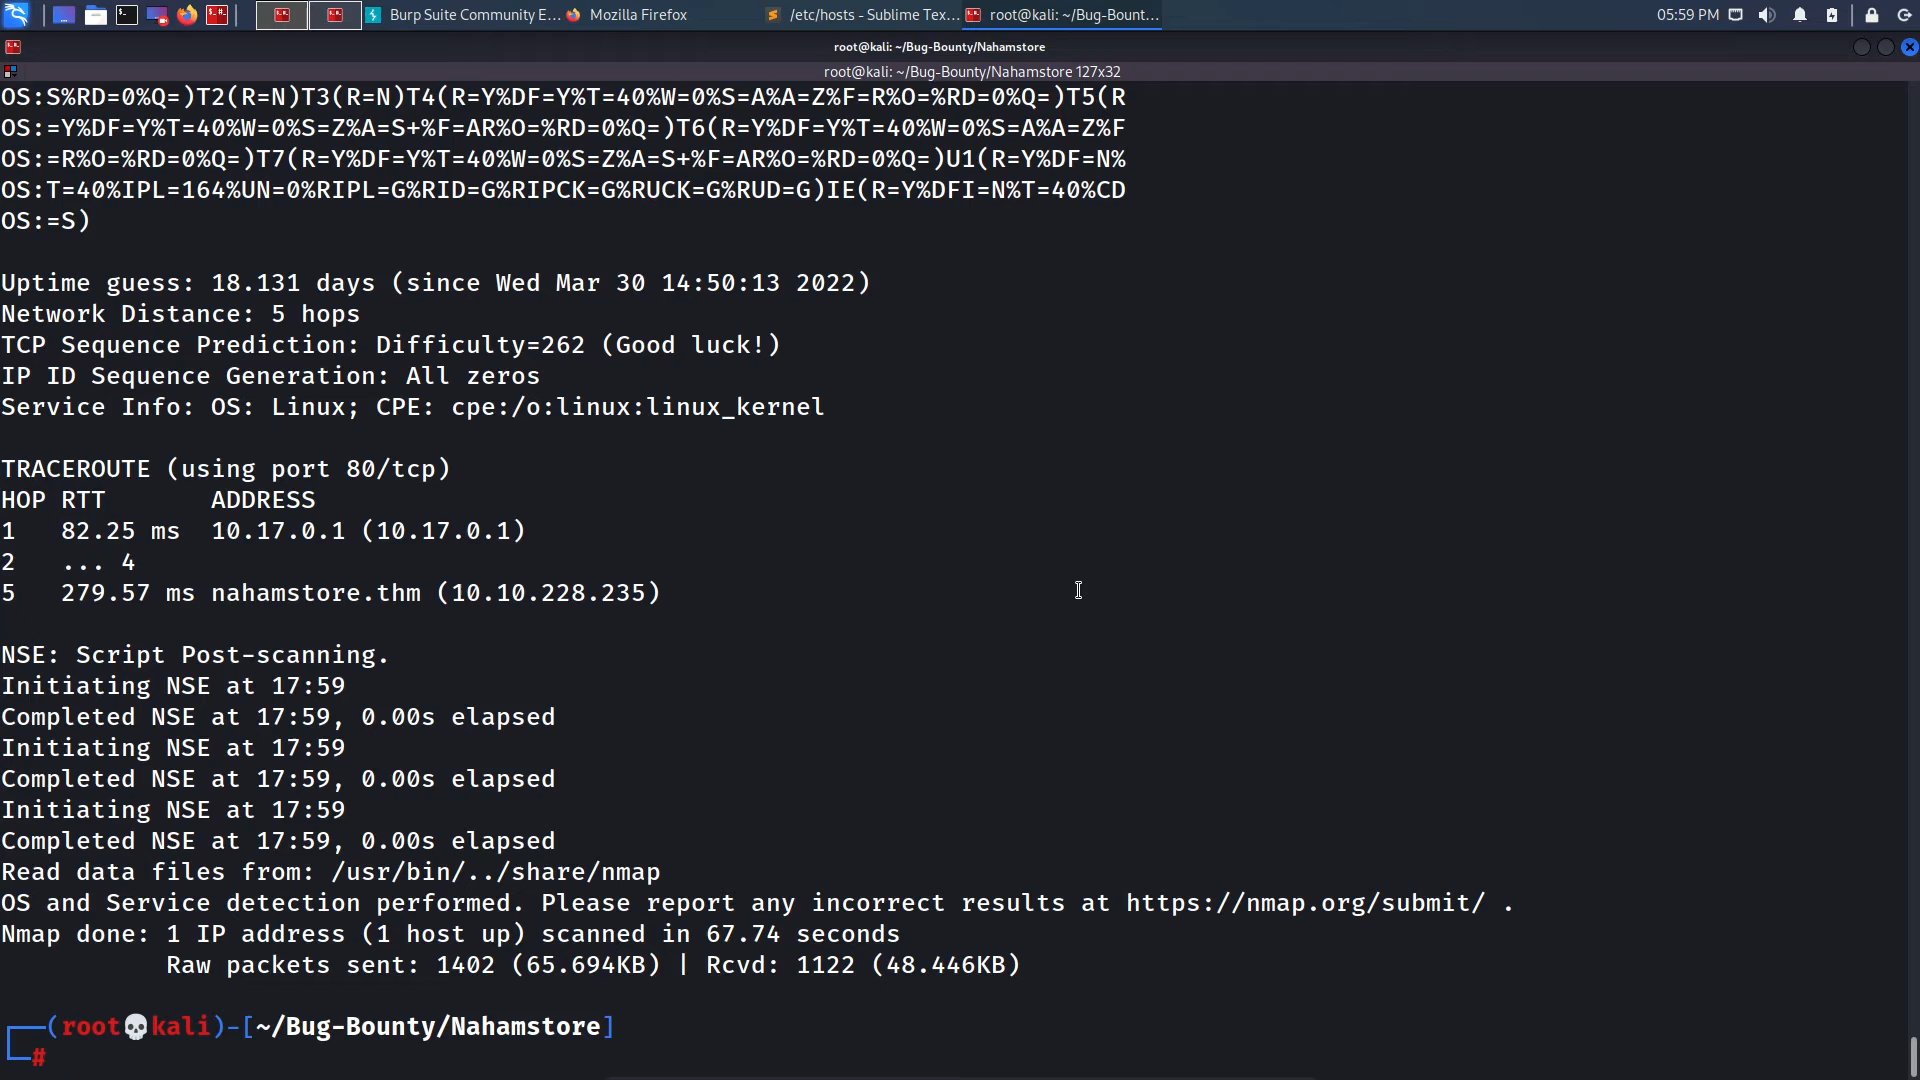 Burp Suite Community E...
Mozilla Firefox
/etc/hosts - Sublime Tex...
root@kali: ~/Bug-Bount...
05:59 PM
root@kali: ~/Bug-Bounty/Nahamstore
root@kali: ~/Bug-Bounty/Nahamstore 127x32
OS:S%RD=0%Q=)T2(R=N)T3(R=N)T4(R=Y%DF=Y%T=40%W=0%S=A%A=Z%F=R%O=%RD=0%Q=)T5(R
OS:=Y%DF=Y%T=40%W=0%S=Z%A=S+%F=AR%O=%RD=0%Q=)T6(R=Y%DF=Y%T=40%W=0%S=A%A=Z%F
OS:=R%O=%RD=0%Q=)T7(R=Y%DF=Y%T=40%W=0%S=Z%A=S+%F=AR%O=%RD=0%Q=)U1(R=Y%DF=N%
OS:T=40%IPL=164%UN=0%RIPL=G%RID=G%RIPCK=G%RUCK=G%RUD=G)IE(R=Y%DFI=N%T=40%CD
OS:=S)
Uptime guess: 18.131 days (since Wed Mar 30 14:50:13 2022)
Network Distance: 5 hops
TCP Sequence Prediction: Difficulty=262 (Good luck!)
IP ID Sequence Generation: All zeros
Service Info: OS: Linux; CPE: cpe:/o:linux:linux_kernel
TRACEROUTE (using port 80/tcp)
HOP RTT       ADDRESS
1   82.25 ms  10.17.0.1 (10.17.0.1)
2   ... 4
5   279.57 ms nahamstore.thm (10.10.228.235)
NSE: Script Post-scanning.
Initiating NSE at 17:59
Completed NSE at 17:59, 0.00s elapsed
Initiating NSE at 17:59
Completed NSE at 17:59, 0.00s elapsed
Initiating NSE at 17:59
Completed NSE at 17:59, 0.00s elapsed
Read data files from: /usr/bin/../share/nmap
OS and Service detection performed. Please report any incorrect results at https://nmap.org/submit/ .
Nmap done: 1 IP address (1 host up) scanned in 67.74 seconds
           Raw packets sent: 1402 (65.694KB) | Rcvd: 1122 (48.446KB)
┌──(root💀kali)-[~/Bug-Bounty/Nahamstore]
└─#